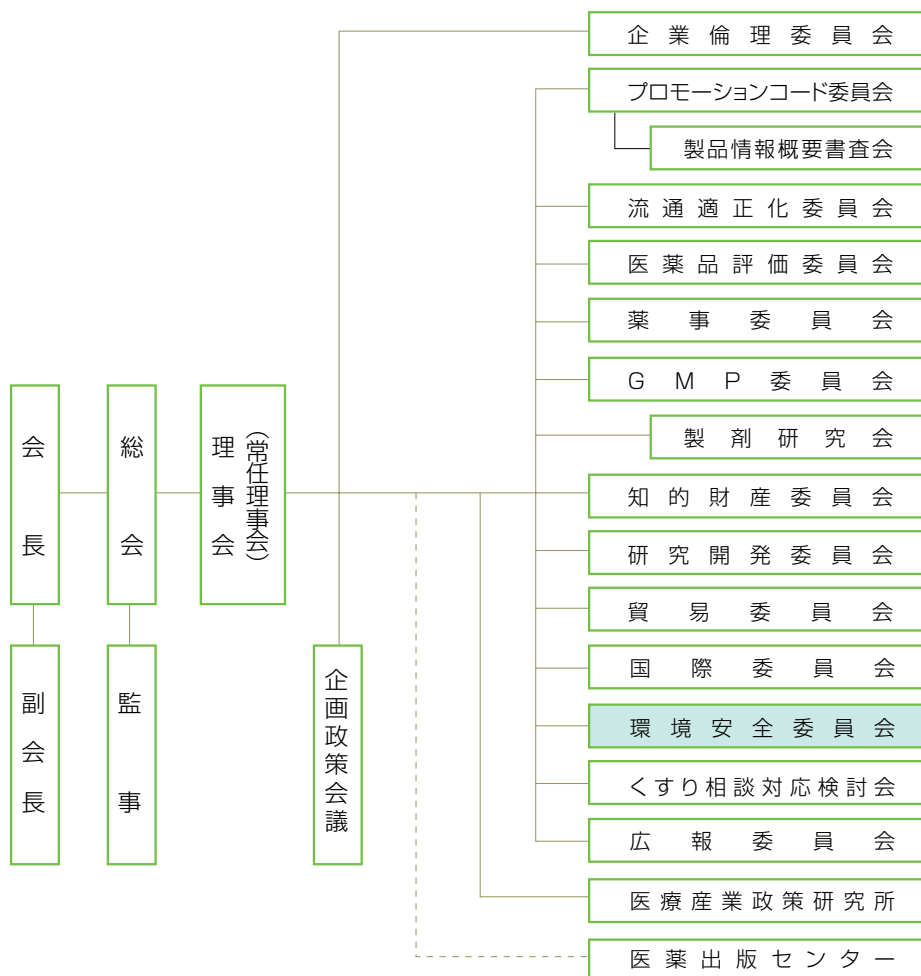 企業倫理委員会
プロモーションコード委員会
製品情報概要書査会
流通適正化委員会
医薬品評価委員会
薬事委員会
GMP委員会
製剤研究会
知的財産委員会
研究開発委員会
貿易委員会
国際委員会
環境安全委員会
くすり相談対応検討会
広報委員会
医療産業政策研究所
医薬出版センター
会長
総会
(常任理事会)
理事会
副会長
監事
企画政策会議